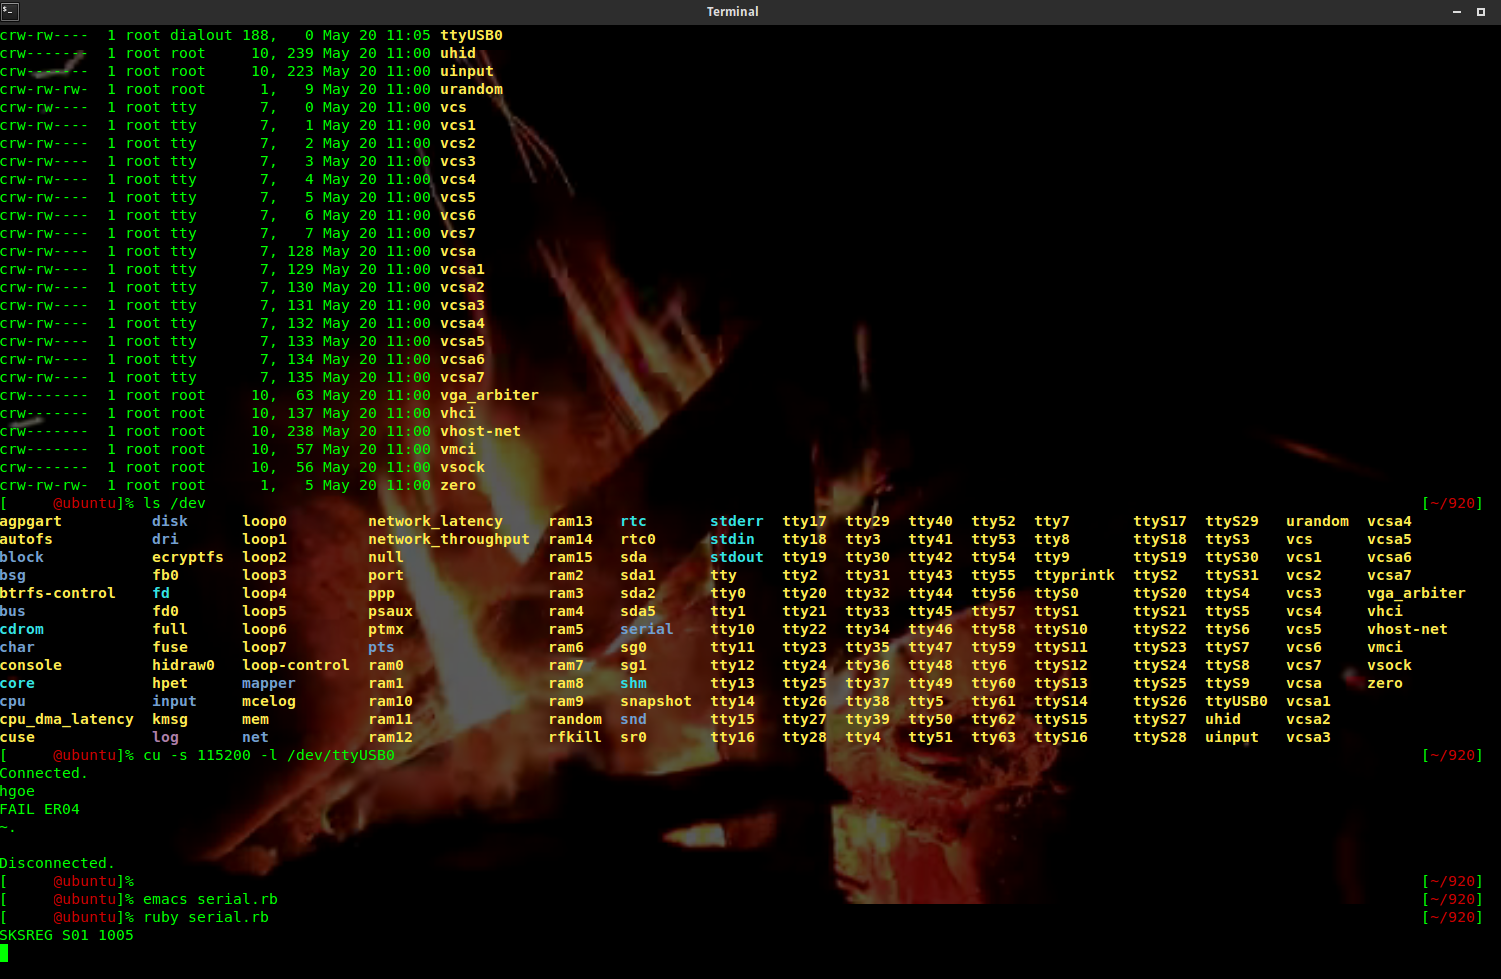 Terminal
crw-rw----  1 root dialout 188,   0 May 20 11:05 ttyUSB0
crw-------  1 root root     10, 239 May 20 11:00 uhid
crw-------  1 root root     10, 223 May 20 11:00 uinput
crw-rw-rw-  1 root root      1,   9 May 20 11:00 urandom
crw-rw----  1 root tty       7,   0 May 20 11:00 vcs
crw-rw----  1 root tty       7,   1 May 20 11:00 vcs1
crw-rw----  1 root tty       7,   2 May 20 11:00 vcs2
crw-rw----  1 root tty       7,   3 May 20 11:00 vcs3
crw-rw----  1 root tty       7,   4 May 20 11:00 vcs4
crw-rw----  1 root tty       7,   5 May 20 11:00 vcs5
crw-rw----  1 root tty       7,   6 May 20 11:00 vcs6
crw-rw----  1 root tty       7,   7 May 20 11:00 vcs7
crw-rw----  1 root tty       7, 128 May 20 11:00 vcsa
crw-rw----  1 root tty       7, 129 May 20 11:00 vcsa1
crw-rw----  1 root tty       7, 130 May 20 11:00 vcsa2
crw-rw----  1 root tty       7, 131 May 20 11:00 vcsa3
crw-rw----  1 root tty       7, 132 May 20 11:00 vcsa4
crw-rw----  1 root tty       7, 133 May 20 11:00 vcsa5
crw-rw----  1 root tty       7, 134 May 20 11:00 vcsa6
crw-rw----  1 root tty       7, 135 May 20 11:00 vcsa7
crw-------  1 root root     10,  63 May 20 11:00 vga_arbiter
crw-------  1 root root     10, 137 May 20 11:00 vhci
crw-------  1 root root     10, 238 May 20 11:00 vhost-net
crw-------  1 root root     10,  57 May 20 11:00 vmci
crw-------  1 root root     10,  56 May 20 11:00 vsock
crw-rw-rw-  1 root root      1,   5 May 20 11:00 zero
[     @ubuntu]% ls /dev [~/920]
agpgart disk loop0 network_latency ram13 rtc stderr tty17 tty29 tty40 tty52 tty7 ttyS17 ttyS29 urandom vcsa4
autofs dri loop1 network_throughput ram14 rtc0 stdin tty18 tty3 tty41 tty53 tty8 ttyS18 ttyS3 vcs vcsa5
block ecryptfs loop2 null ram15 sda stdout tty19 tty30 tty42 tty54 tty9 ttyS19 ttyS30 vcs1 vcsa6
bsg fb0 loop3 port ram2 sda1 tty tty2 tty31 tty43 tty55 ttyprintk ttyS2 ttyS31 vcs2 vcsa7
btrfs-control fd loop4 ppp ram3 sda2 tty0 tty20 tty32 tty44 tty56 ttyS0 ttyS20 ttyS4 vcs3 vga_arbiter
bus fd0 loop5 psaux ram4 sda5 tty1 tty21 tty33 tty45 tty57 ttyS1 ttyS21 ttyS5 vcs4 vhci
cdrom full loop6 ptmx ram5 serial tty10 tty22 tty34 tty46 tty58 ttyS10 ttyS22 ttyS6 vcs5 vhost-net
char fuse loop7 pts ram6 sg0 tty11 tty23 tty35 tty47 tty59 ttyS11 ttyS23 ttyS7 vcs6 vmci
console hidraw0 loop-control ram0 ram7 sg1 tty12 tty24 tty36 tty48 tty6 ttyS12 ttyS24 ttyS8 vcs7 vsock
core hpet mapper ram1 ram8 shm tty13 tty25 tty37 tty49 tty60 ttyS13 ttyS25 ttyS9 vcsa zero
cpu input mcelog ram10 ram9 snapshot tty14 tty26 tty38 tty5 tty61 ttyS14 ttyS26 ttyUSB0 vcsa1
cpu_dma_latency kmsg mem ram11 random snd tty15 tty27 tty39 tty50 tty62 ttyS15 ttyS27 uhid vcsa2
cuse log net ram12 rfkill sr0 tty16 tty28 tty4 tty51 tty63 ttyS16 ttyS28 uinput vcsa3
[     @ubuntu]% cu -s 115200 -l /dev/ttyUSB0 [~/920]
Connected.
hgoe
FAIL ER04
~.
Disconnected.
[     @ubuntu]% [~/920]
[     @ubuntu]% emacs serial.rb [~/920]
[     @ubuntu]% ruby serial.rb [~/920]
SKSREG S01 1005